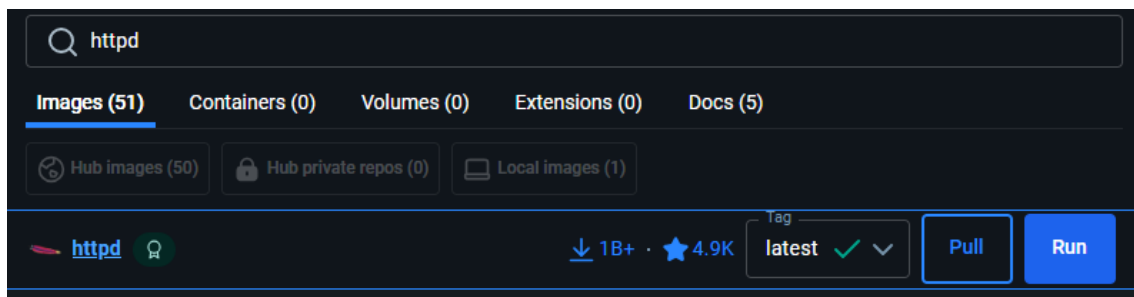 httpd
Images (51) Containers (0) Volumes (0) Extensions (0) Docs (5)
Hub images (50) Hub private repos (0) Local images (1)
Tag
httpd 1B+ · 4.9K latest Pull Run